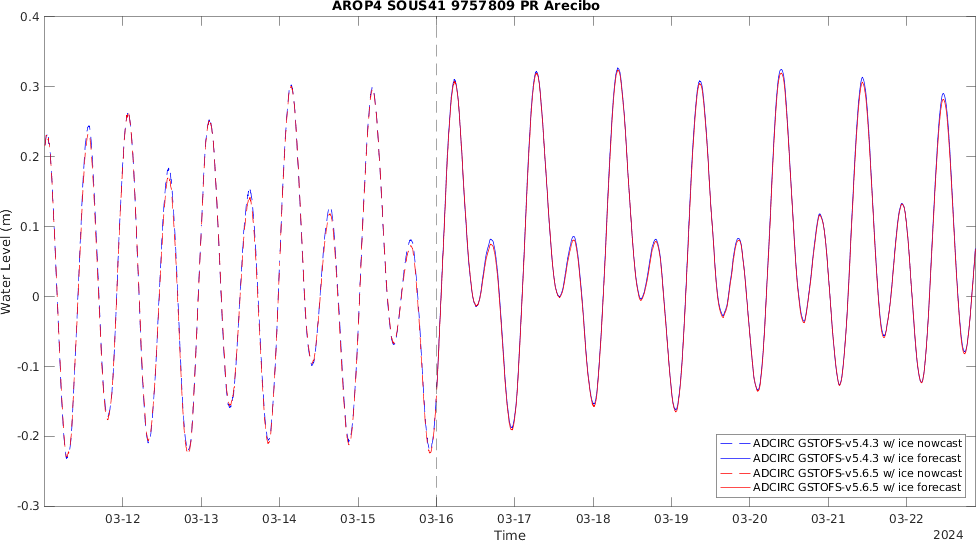 AROP4 SOUS41 9757809 PR Arecibo
0.4
0.3
0.2
0.1
0
-0.1
-0.2
-0.3
Water Level (m)
ADCIRC GSTOFS-v5.4.3 w/ ice nowcast
ADCIRC GSTOFS-v5.4.3 w/ ice forecast
ADCIRC GSTOFS-v5.6.5 w/ ice nowcast
ADCIRC GSTOFS-v5.6.5 w/ ice forecast
03-12 03-13 03-14 03-15 03-16 03-17 03-18 03-19 03-20 03-21 03-22
Time
2024